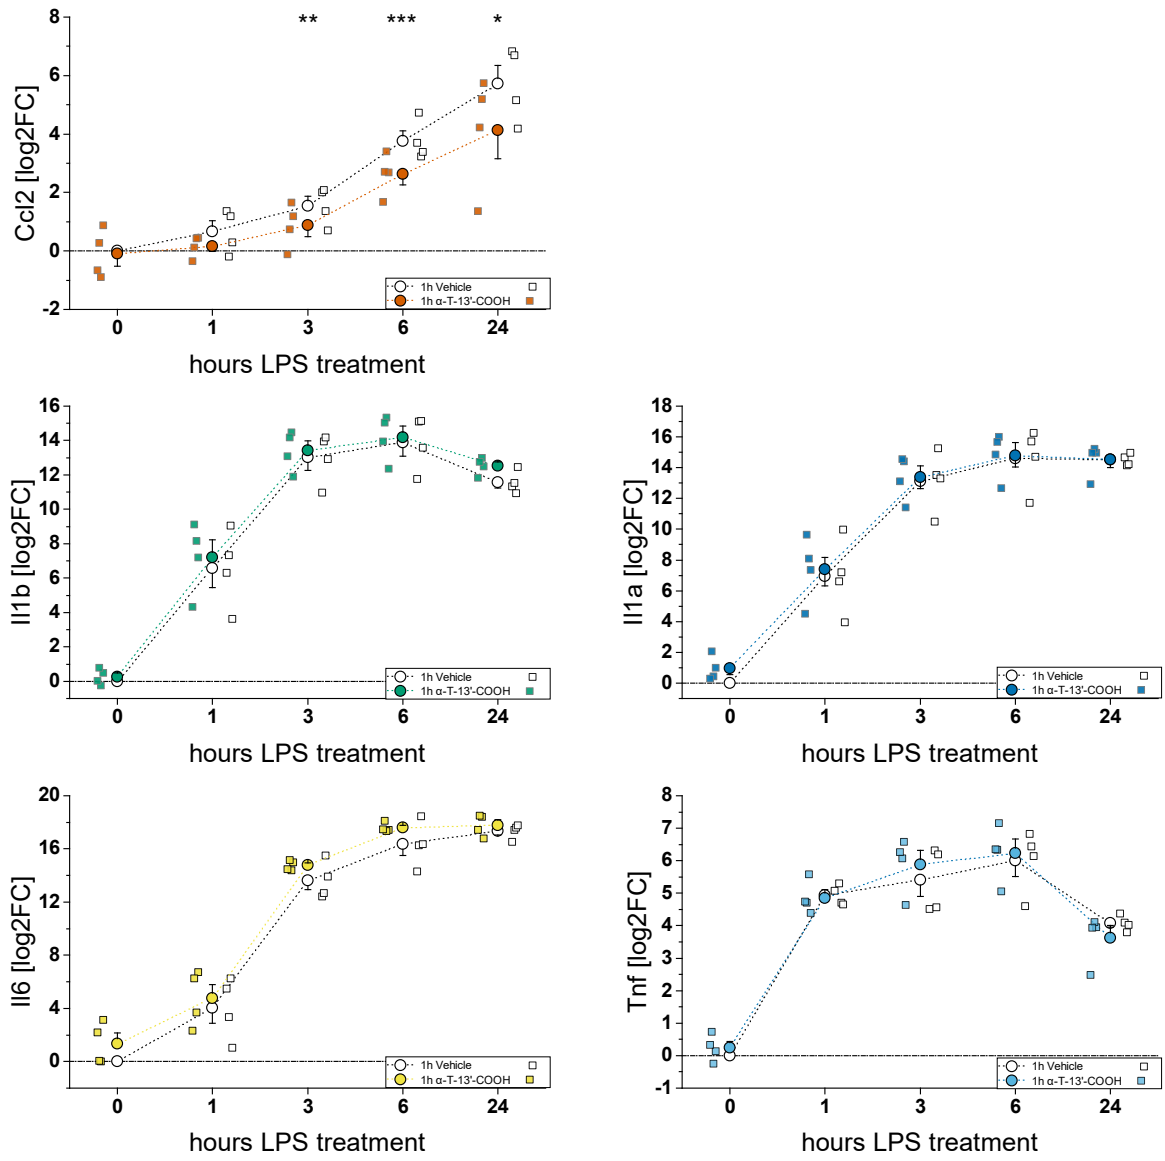 ** *** *
8
6
4
2
0
-2
Ccl2 [log2FC]
1h Vehicle
1h α-T-13'-COOH
0 1 3 6 24
hours LPS treatment
16
14
12
10
8
6
4
2
0
Il1b [log2FC]
1h Vehicle
1h α-T-13'-COOH
0 1 3 6 24
hours LPS treatment
18
16
14
12
10
8
6
4
2
0
Il1a [log2FC]
1h Vehicle
1h α-T-13'-COOH
0 1 3 6 24
hours LPS treatment
20
16
12
8
4
0
Il6 [log2FC]
1h Vehicle
1h α-T-13'-COOH
0 1 3 6 24
hours LPS treatment
8
7
6
5
4
3
2
1
0
-1
Tnf [log2FC]
1h Vehicle
1h α-T-13'-COOH
0 1 3 6 24
hours LPS treatment